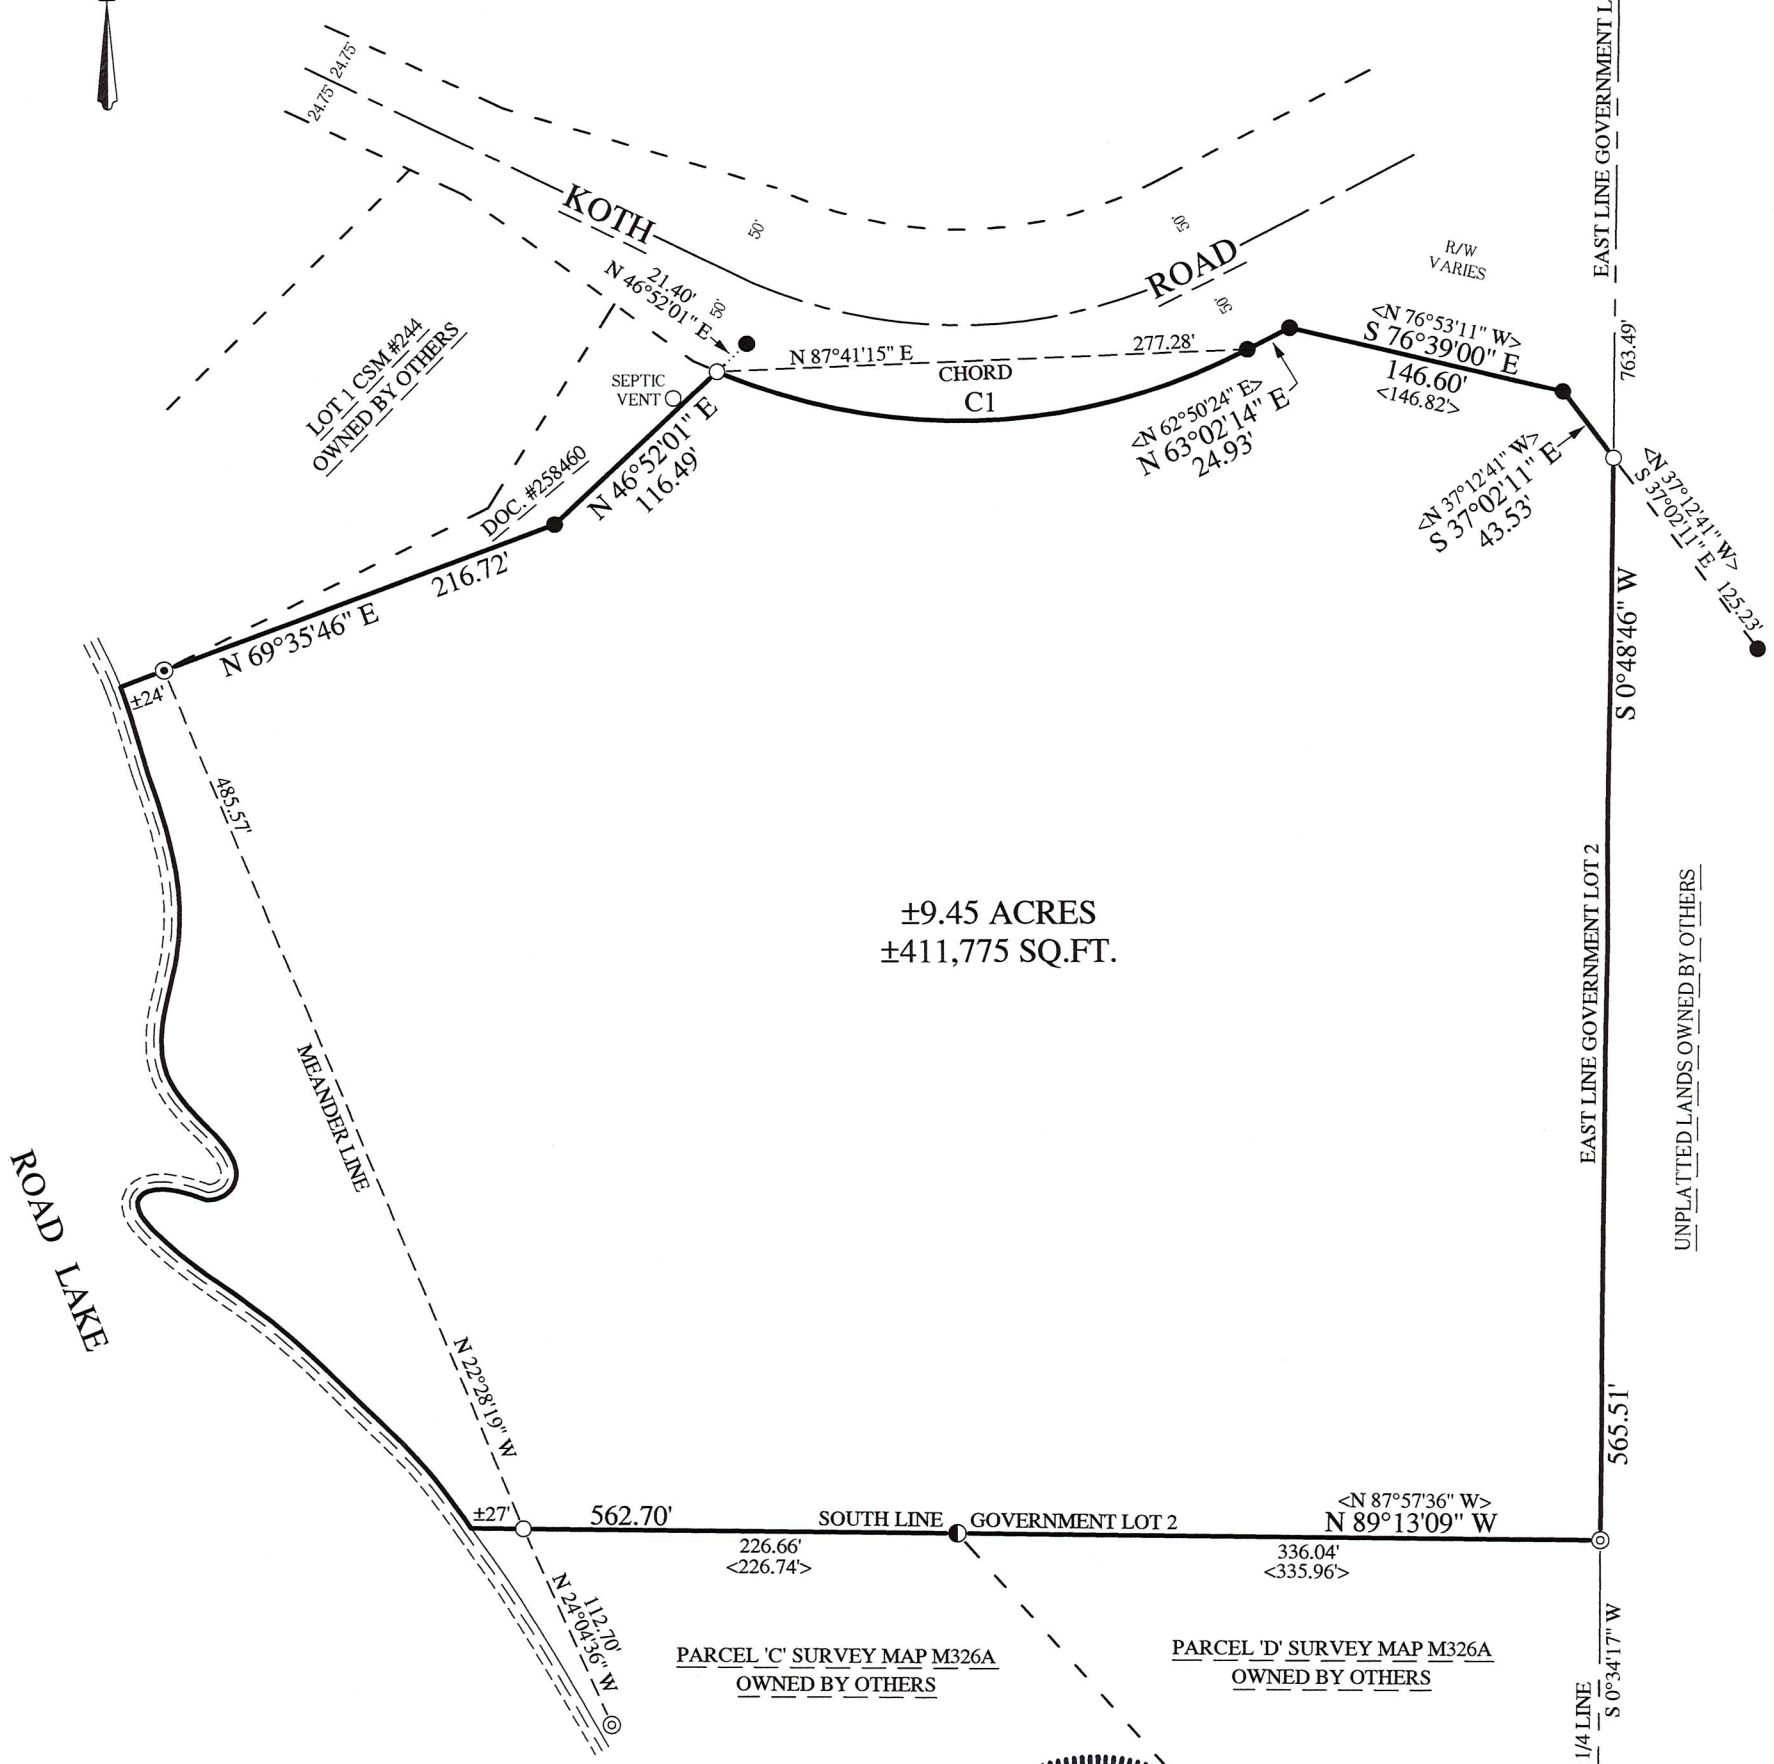 EAST LINE GOVERNMENT L
24.75'
24.75'
KOTH
ROAD
50'
50'
50'
50'
R/W
VARIES
21.40'
N 46°52'01" E
LOT 1 CSM #244
OWNED BY OTHERS
SEPTIC
VENT
N 87°41'15" E
277.28'
CHORD
C1
<N 76°53'11" W>
S 76°39'00" E
146.60'
<146.82'>
763.49'
<N 62°50'24" E>
N 63°02'14" E
24.93'
<N 37°12'41" W>
S 37°02'11" E
43.53'
<N 37°12'41" W>
S 37°02'11" E
125.23'
DOC. #258460
N 46°52'01" E
116.49'
N 69°35'46" E
216.72'
±24'
S 0°48'46" W
485.57'
MEANDER LINE
N 22°28'19" W
±9.45 ACRES
±411,775 SQ.FT.
EAST LINE GOVERNMENT LOT 2
UNPLATTED LANDS OWNED BY OTHERS
ROAD LAKE
565.51'
±27'
562.70'
SOUTH LINE
GOVERNMENT LOT 2
<N 87°57'36" W>
N 89°13'09" W
226.66'
<226.74'>
336.04'
<335.96'>
112.70'
N 24°04'36" W
PARCEL 'C' SURVEY MAP M326A
OWNED BY OTHERS
PARCEL 'D' SURVEY MAP M326A
OWNED BY OTHERS
1/4 LINE
S 0°34'17" W